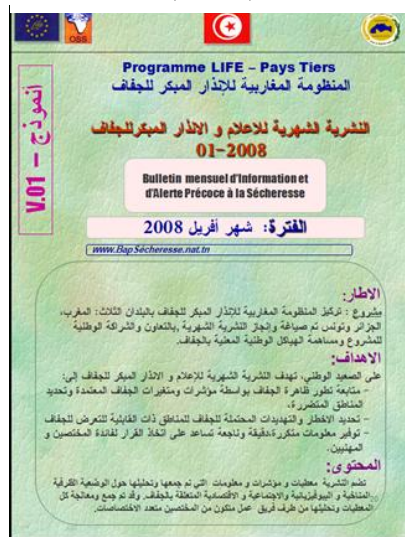 OSS
Programme LIFE – Pays Tiers
المنظومة المغاربية للإنذار المبكر للجفاف
أنموذج – V.01
النشرية الشهرية للاعلام و الانذار المبكر للجفاف
01-2008
Bulletin mensuel d'Information et
d'Alerte Précoce à la Sécheresse
الفترة: شهر أفريل 2008
www.BapSécheresse.nat.tn
الاطار:
مشروع : تركيز المنظومة المغاربية للإنذار المبكر للجفاف بالبلدان الثلاث: المغرب،
الجزائر وتونس تم صياغة وإنجاز النشرية الشهرية ،بالتعاون والشراكة الوطنية
للمشروع ومساهمة الهياكل الوطنية المعنية بالجفاف.
الاهداف:
على الصعيد الوطني، تهدف النشرية الشهرية للإعلام و الانذار المبكر للجفاف إلى:
– متابعة تطور ظاهرة الجفاف بواسطة مؤشرات ومتغيرات الجفاف المعتمدة وتحديد
المناطق المتضررة.
– تحديد الاخطار والتهديدات المحتملة للجفاف للمناطق ذات القابلية للتعرض للجفاف
– توفير معلومات متكررة،دقيقة وناجعة تساعد على اتخاذ القرار لفائدة المختصين و
المهنيين.
المحتوى:
تضم النشرية معطيات و مؤشرات و معلومات التي تم جمعها وتحليلها حول الوضعية الظرفية
المناخية و البيوفيزيائية والاجتماعية و الاقتصادية المتعلقة بالجفاف. وقد تم جمع ومعالجة كل
المعطيات وتحليلها من طرف فريق عمل متكون من المختصين متعدد الاختصاصات.